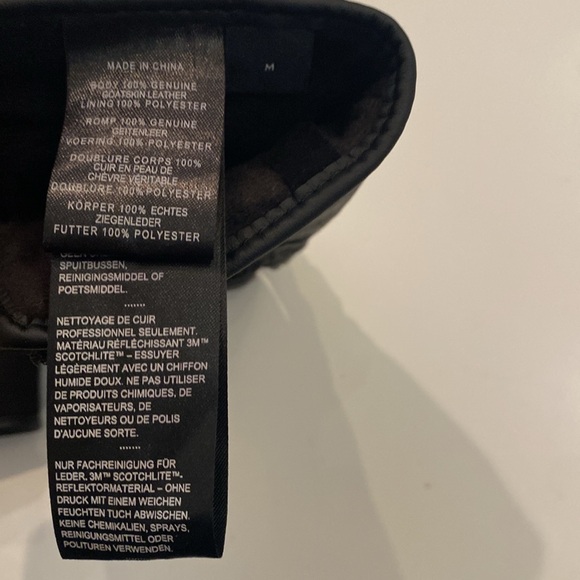 MADE IN CHINA
M
BODY 100% GENUINE
GOATSKIN LEATHER
LINING 100% POLYESTER
ROMP 100% GENUINE
GEITENLEER
VOERING 100% POLYESTER
DOUBLURE CORPS 100%
CUIR EN PEAU DE
CHÈVRE VÉRITABLE
DOUBLURE 100% POLYESTER
KÖRPER 100% ECHTES
ZIEGENLEDER
FUTTER 100% POLYESTER
SPUITBUSSEN,
REINIGINGSMIDDEL OF
POETSMIDDEL.
NETTOYAGE DE CUIR
PROFESSIONNEL SEULEMENT.
MATÉRIAU RÉFLÉCHISSANT 3M™
SCOTCHLITE™ – ESSUYER
LÉGÈREMENT AVEC UN CHIFFON
HUMIDE DOUX. NE PAS UTILISER
DE PRODUITS CHIMIQUES, DE
VAPORISATEURS, DE
NETTOYEURS OU DE POLIS
D'AUCUNE SORTE.
NUR FACHREINIGUNG FÜR
LEDER. 3M™ SCOTCHLITE™-
REFLEKTORMATERIAL – OHNE
DRUCK MIT EINEM WEICHEN
FEUCHTEN TUCH ABWISCHEN.
KEINE CHEMIKALIEN, SPRAYS,
REINIGUNGSMITTEL ODER
POLITUREN VERWENDEN.